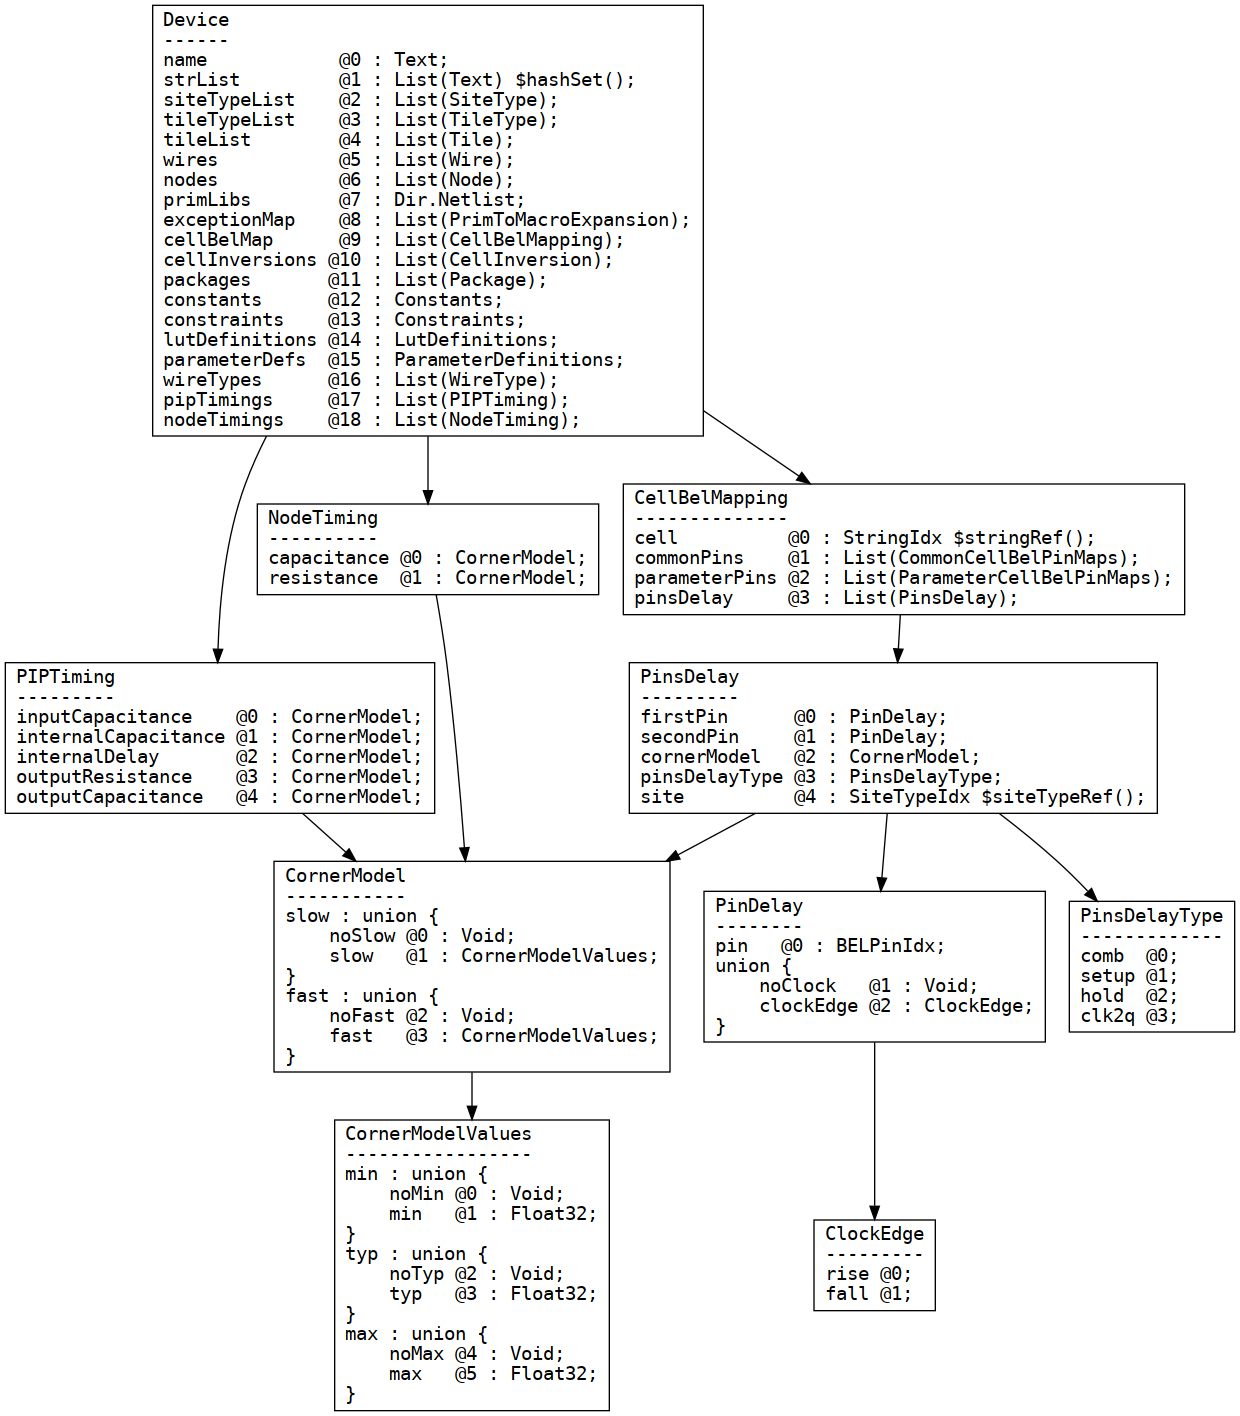 Device
------
name            @0 : Text;
strList         @1 : List(Text) $hashSet();
siteTypeList    @2 : List(SiteType);
tileTypeList    @3 : List(TileType);
tileList        @4 : List(Tile);
wires           @5 : List(Wire);
nodes           @6 : List(Node);
primLibs        @7 : Dir.Netlist;
exceptionMap    @8 : List(PrimToMacroExpansion);
cellBelMap      @9 : List(CellBelMapping);
cellInversions @10 : List(CellInversion);
packages       @11 : List(Package);
constants      @12 : Constants;
constraints    @13 : Constraints;
lutDefinitions @14 : LutDefinitions;
parameterDefs  @15 : ParameterDefinitions;
wireTypes      @16 : List(WireType);
pipTimings     @17 : List(PIPTiming);
nodeTimings    @18 : List(NodeTiming);
NodeTiming
----------
capacitance @0 : CornerModel;
resistance  @1 : CornerModel;
CellBelMapping
--------------
cell          @0 : StringIdx $stringRef();
commonPins    @1 : List(CommonCellBelPinMaps);
parameterPins @2 : List(ParameterCellBelPinMaps);
pinsDelay     @3 : List(PinsDelay);
PIPTiming
---------
inputCapacitance    @0 : CornerModel;
internalCapacitance @1 : CornerModel;
internalDelay       @2 : CornerModel;
outputResistance    @3 : CornerModel;
outputCapacitance   @4 : CornerModel;
PinsDelay
---------
firstPin      @0 : PinDelay;
secondPin     @1 : PinDelay;
cornerModel   @2 : CornerModel;
pinsDelayType @3 : PinsDelayType;
site          @4 : SiteTypeIdx $siteTypeRef();
CornerModel
-----------
slow : union {
    noSlow @0 : Void;
    slow   @1 : CornerModelValues;
}
fast : union {
    noFast @2 : Void;
    fast   @3 : CornerModelValues;
}
PinDelay
--------
pin   @0 : BELPinIdx;
union {
    noClock   @1 : Void;
    clockEdge @2 : ClockEdge;
}
PinsDelayType
-------------
comb  @0;
setup @1;
hold  @2;
clk2q @3;
CornerModelValues
-----------------
min : union {
    noMin @0 : Void;
    min   @1 : Float32;
}
typ : union {
    noTyp @2 : Void;
    typ   @3 : Float32;
}
max : union {
    noMax @4 : Void;
    max   @5 : Float32;
}
ClockEdge
---------
rise @0;
fall @1;